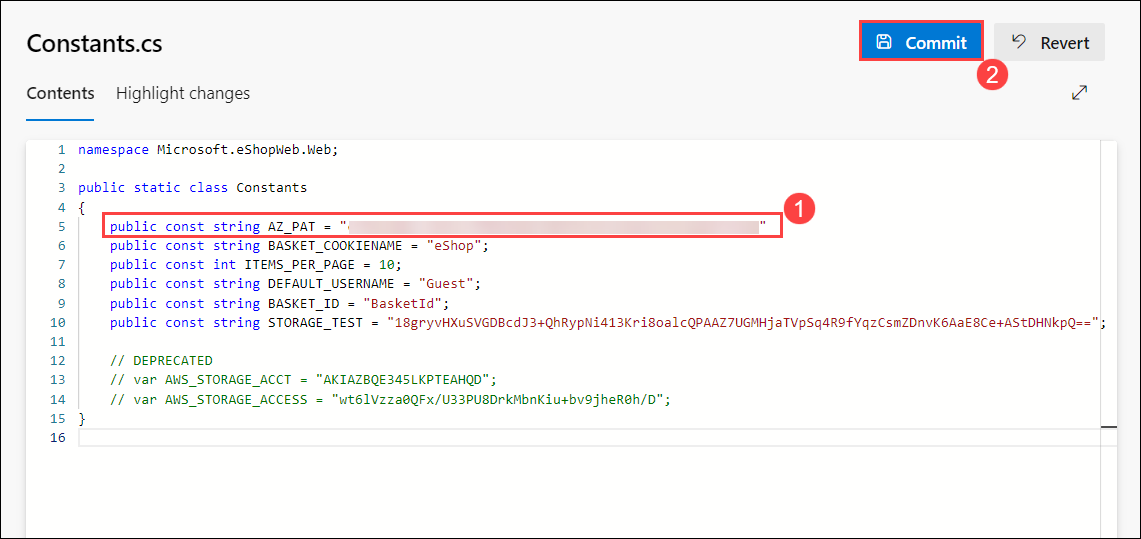 Constants.cs
Commit
Revert
2
Contents Highlight changes
1 namespace Microsoft.eShopWeb.Web;
2
3 public static class Constants
4 {
1
5 public const string AZ_PAT = ""
6 public const string BASKET_COOKIENAME = "eShop";
7 public const int ITEMS_PER_PAGE = 10;
8 public const string DEFAULT_USERNAME = "Guest";
9 public const string BASKET_ID = "BasketId";
10 public const string STORAGE_TEST = "18gryvHXuSVGDBcdJ3+QhRypNi413Kri8oalcQPAAZ7UGMHjaTVpSq4R9fYqzCsmZDnvK6AaE8Ce+AStDHNkpQ==";
11
12 // DEPRECATED
13 // var AWS_STORAGE_ACCT = "AKIAZBQE345LKPTEAHQD";
14 // var AWS_STORAGE_ACCESS = "wt6lVzza0QFx/U33PU8DrkMbnKiu+bv9jheR0h/D";
15 }
16